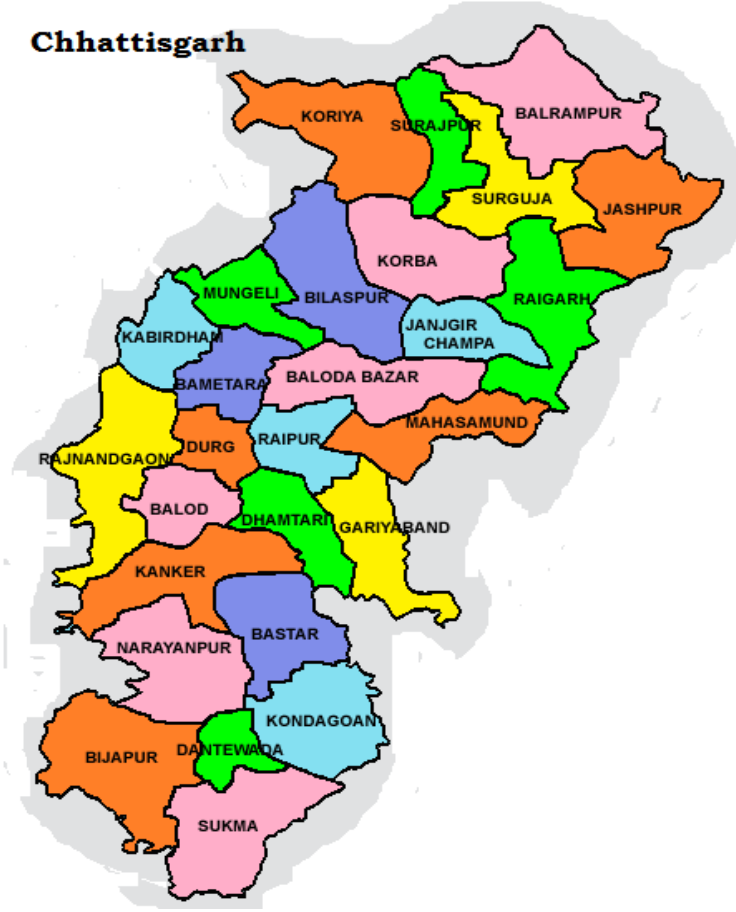 Chhattisgarh
KORIYA
SURAJPUR
BALRAMPUR
SURGUJA
JASHPUR
KORBA
MUNGELI
BILASPUR
RAIGARH
KABIRDHAM
JANJGIR
CHAMPA
BAMETARA
BALODA BAZAR
RAJNANDGAON
DURG
RAIPUR
MAHASAMUND
BALOD
DHAMTARI
GARIYABAND
KANKER
NARAYANPUR
BASTAR
KONDAGOAN
BIJAPUR
DANTEWADA
SUKMA